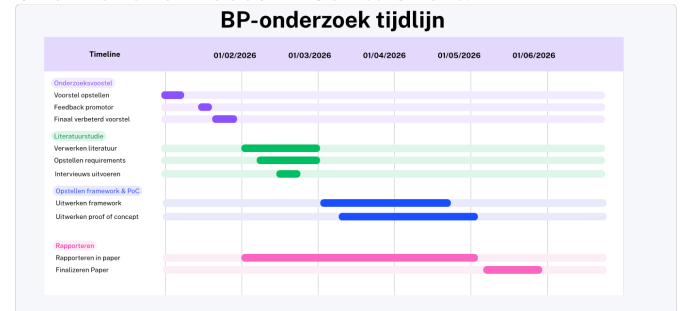 BP-onderzoek tijdlijn
Timeline 01/02/2026 01/03/2026 01/04/2026 01/05/2026 01/06/2026
Onderzoeksvoostel
Voorstel opstellen
Feedback promotor
Finaal verbeterd voorstel
Literatuurstudie
Verwerken literatuur
Opstellen requirements
Intervieuws uitvoeren
Opstellen framework & PoC
Uitwerken framework
Uitwerken proof of concept
Rapporteren
Rapporteren in paper
Finalizeren Paper